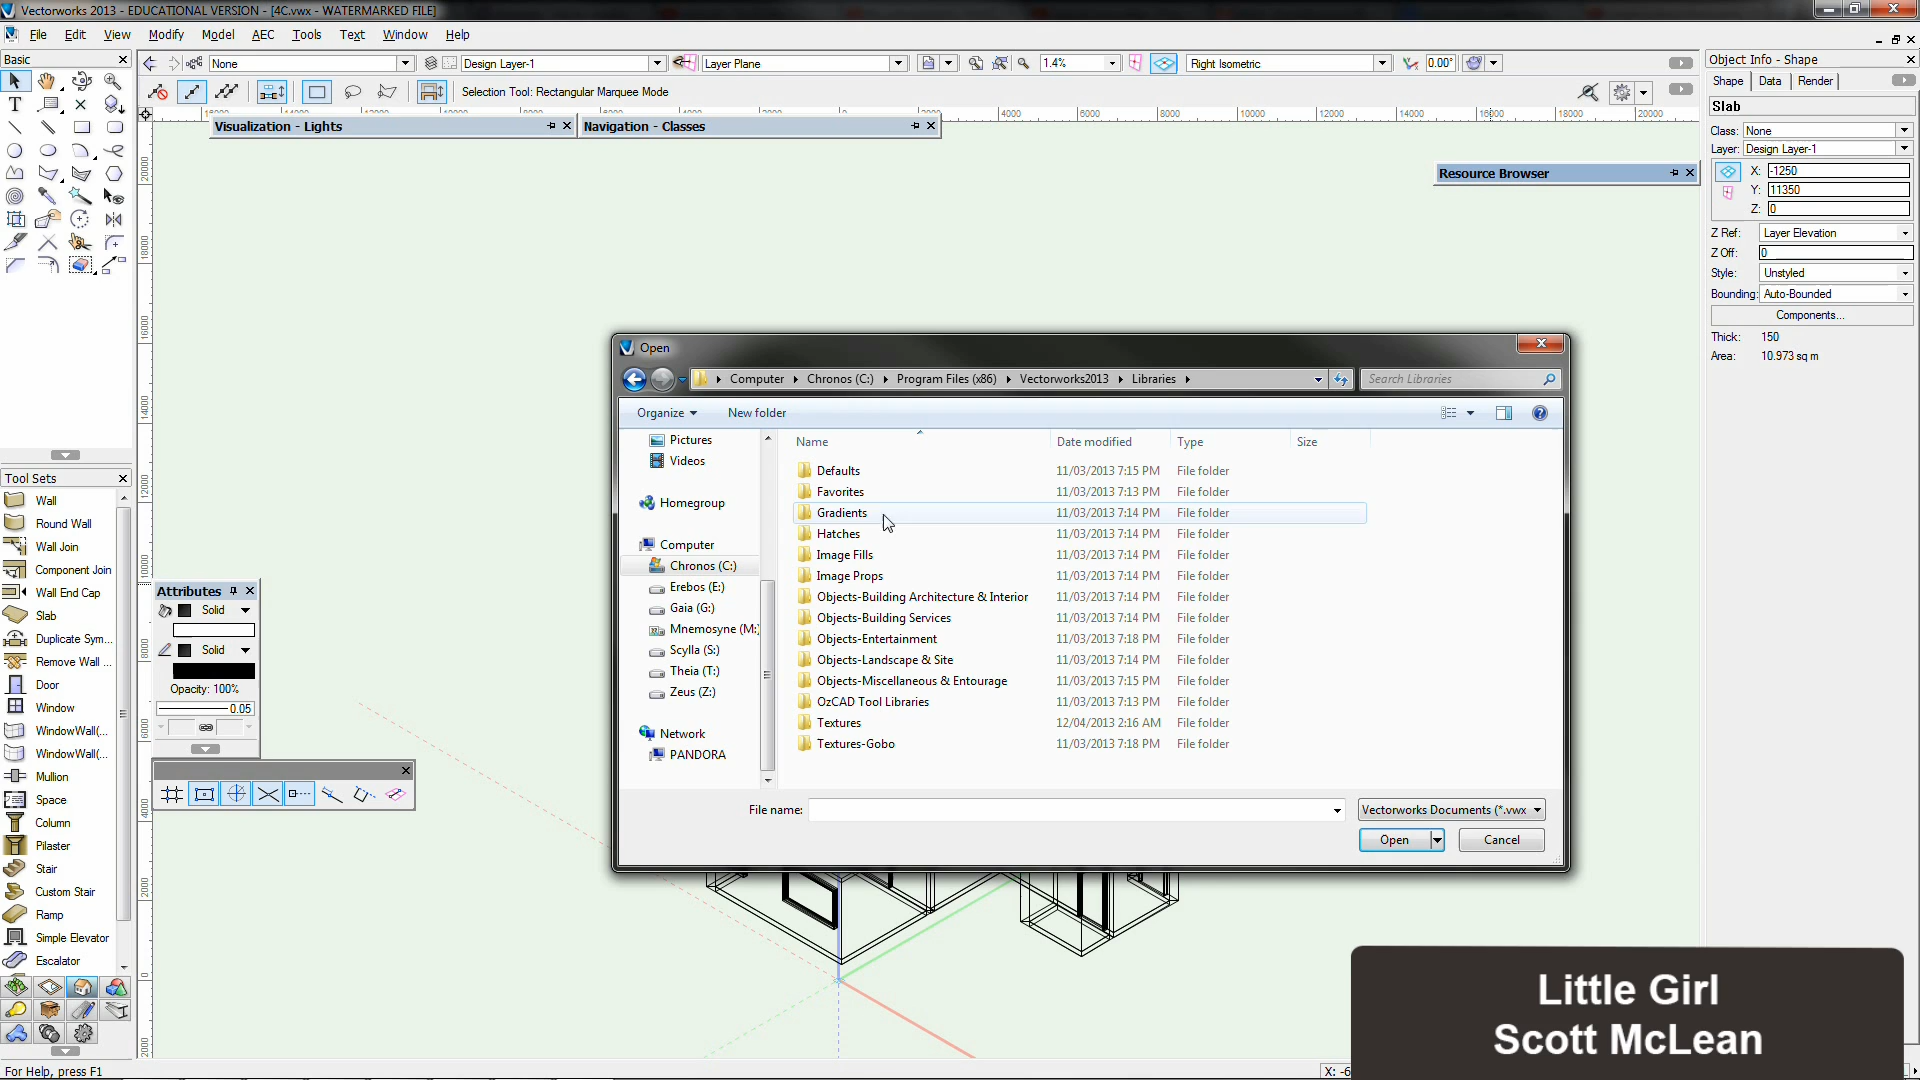 Vectorworks 2013 - EDUCATIONAL VERSION - [4C.vwx - WATERMARKED FILE]
File Edit View Modify Model AEC Tools Text Window Help
Basic
None
Design Layer-1
Layer Plane
1.4%
Right Isometric
0.00°
Selection Tool: Rectangular Marquee Mode
Visualization - Lights
Navigation - Classes
Resource Browser
Object Info - Shape
Shape Data Render
Slab
Class: None
Layer: Design Layer-1
X: -1250
Y: 11350
Z: 0
Z Ref: Layer Elevation
Z Off: 0
Style: Unstyled
Bounding: Auto-Bounded
Components...
Thick: 150
Area: 10.973 sq m
Tool Sets
Wall
Round Wall
Wall Join
Component Join
Wall End Cap
Slab
Duplicate Sym...
Remove Wall ...
Door
Window
WindowWall(...
WindowWall(...
Mullion
Space
Column
Pilaster
Stair
Custom Stair
Ramp
Simple Elevator
Escalator
Attributes
Solid
Solid
Opacity: 100%
0.05
Open
Computer Chronos (C:) Program Files (x86) Vectorworks2013 Libraries
Search Libraries
Organize New folder
Pictures
Videos
Homegroup
Computer
Chronos (C:)
Erebos (E:)
Gaia (G:)
Mnemosyne (M:)
Scylla (S:)
Theia (T:)
Zeus (Z:)
Network
PANDORA
Name Date modified Type Size
Defaults 11/03/2013 7:15 PM File folder
Favorites 11/03/2013 7:13 PM File folder
Gradients 11/03/2013 7:14 PM File folder
Hatches 11/03/2013 7:14 PM File folder
Image Fills 11/03/2013 7:14 PM File folder
Image Props 11/03/2013 7:14 PM File folder
Objects-Building Architecture & Interior 11/03/2013 7:14 PM File folder
Objects-Building Services 11/03/2013 7:14 PM File folder
Objects-Entertainment 11/03/2013 7:18 PM File folder
Objects-Landscape & Site 11/03/2013 7:14 PM File folder
Objects-Miscellaneous & Entourage 11/03/2013 7:15 PM File folder
OzCAD Tool Libraries 11/03/2013 7:13 PM File folder
Textures 12/04/2013 2:16 AM File folder
Textures-Gobo 11/03/2013 7:18 PM File folder
File name:
Vectorworks Documents (*.vwx
Open Cancel
Little Girl
Scott McLean
For Help, press F1
X: -6